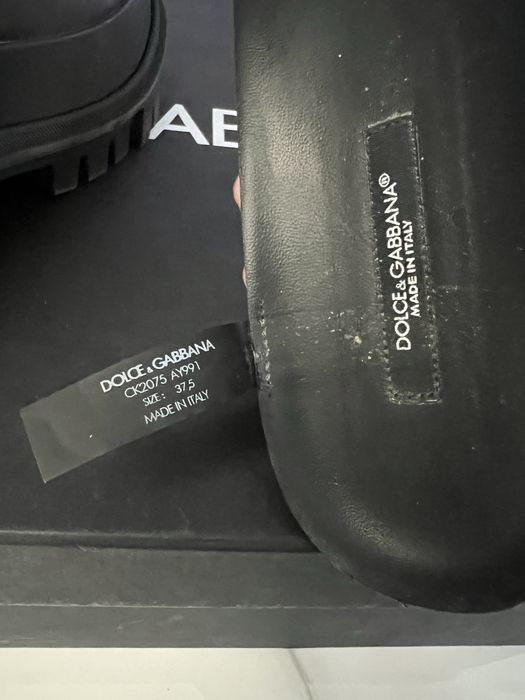 AB
DOLCE & GABBANA®
MADE IN ITALY
DOLCE & GABBANA
CK2075 AY991
SIZE: 37,5
MADE IN ITALY